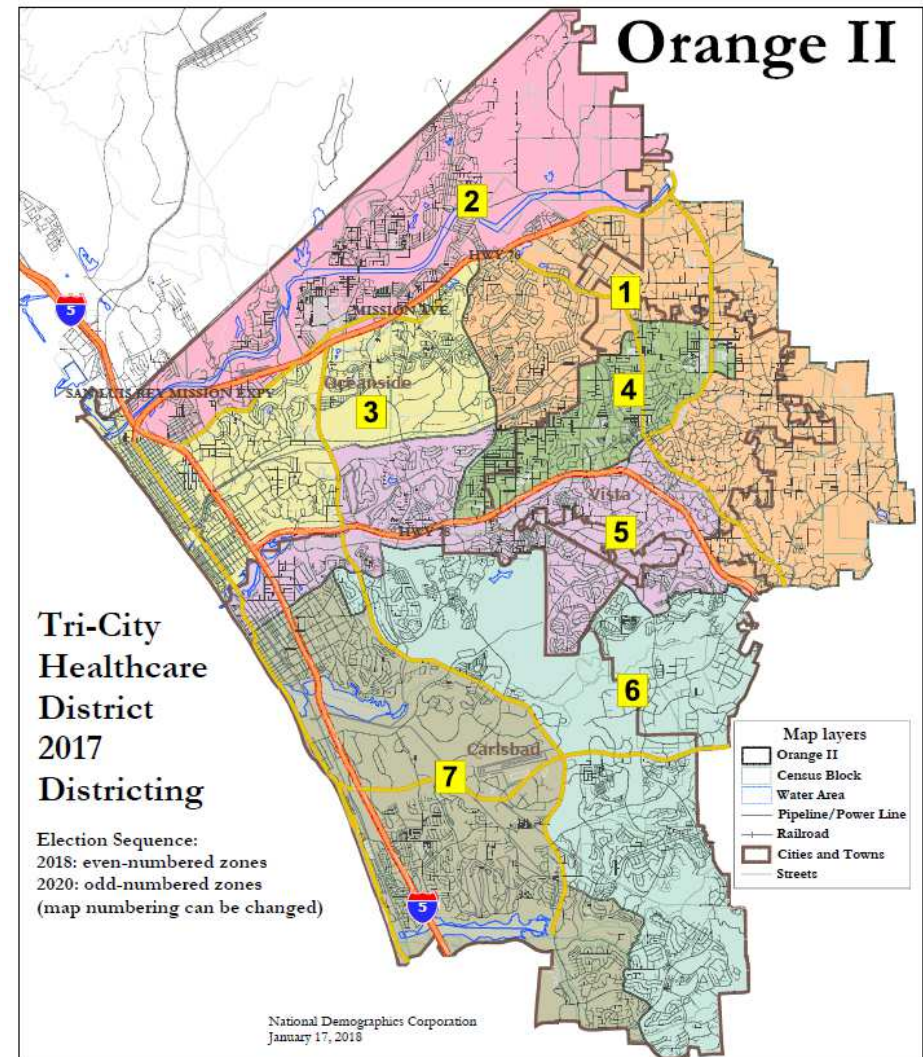 Orange II
2
HWY 76
5
1
MISSION AVE
SAN LUIS REY MISSION EXPY
Oceanside
4
3
Vista
5
HWY
Tri-City
Healthcare
District
2017
Districting
6
Carlsbad
7
Election Sequence:
2018: even-numbered zones
2020: odd-numbered zones
(map numbering can be changed)
5
Map layers
Orange II
Census Block
Water Area
Pipeline/Power Line
Railroad
Cities and Towns
Streets
National Demographics Corporation
January 17, 2018